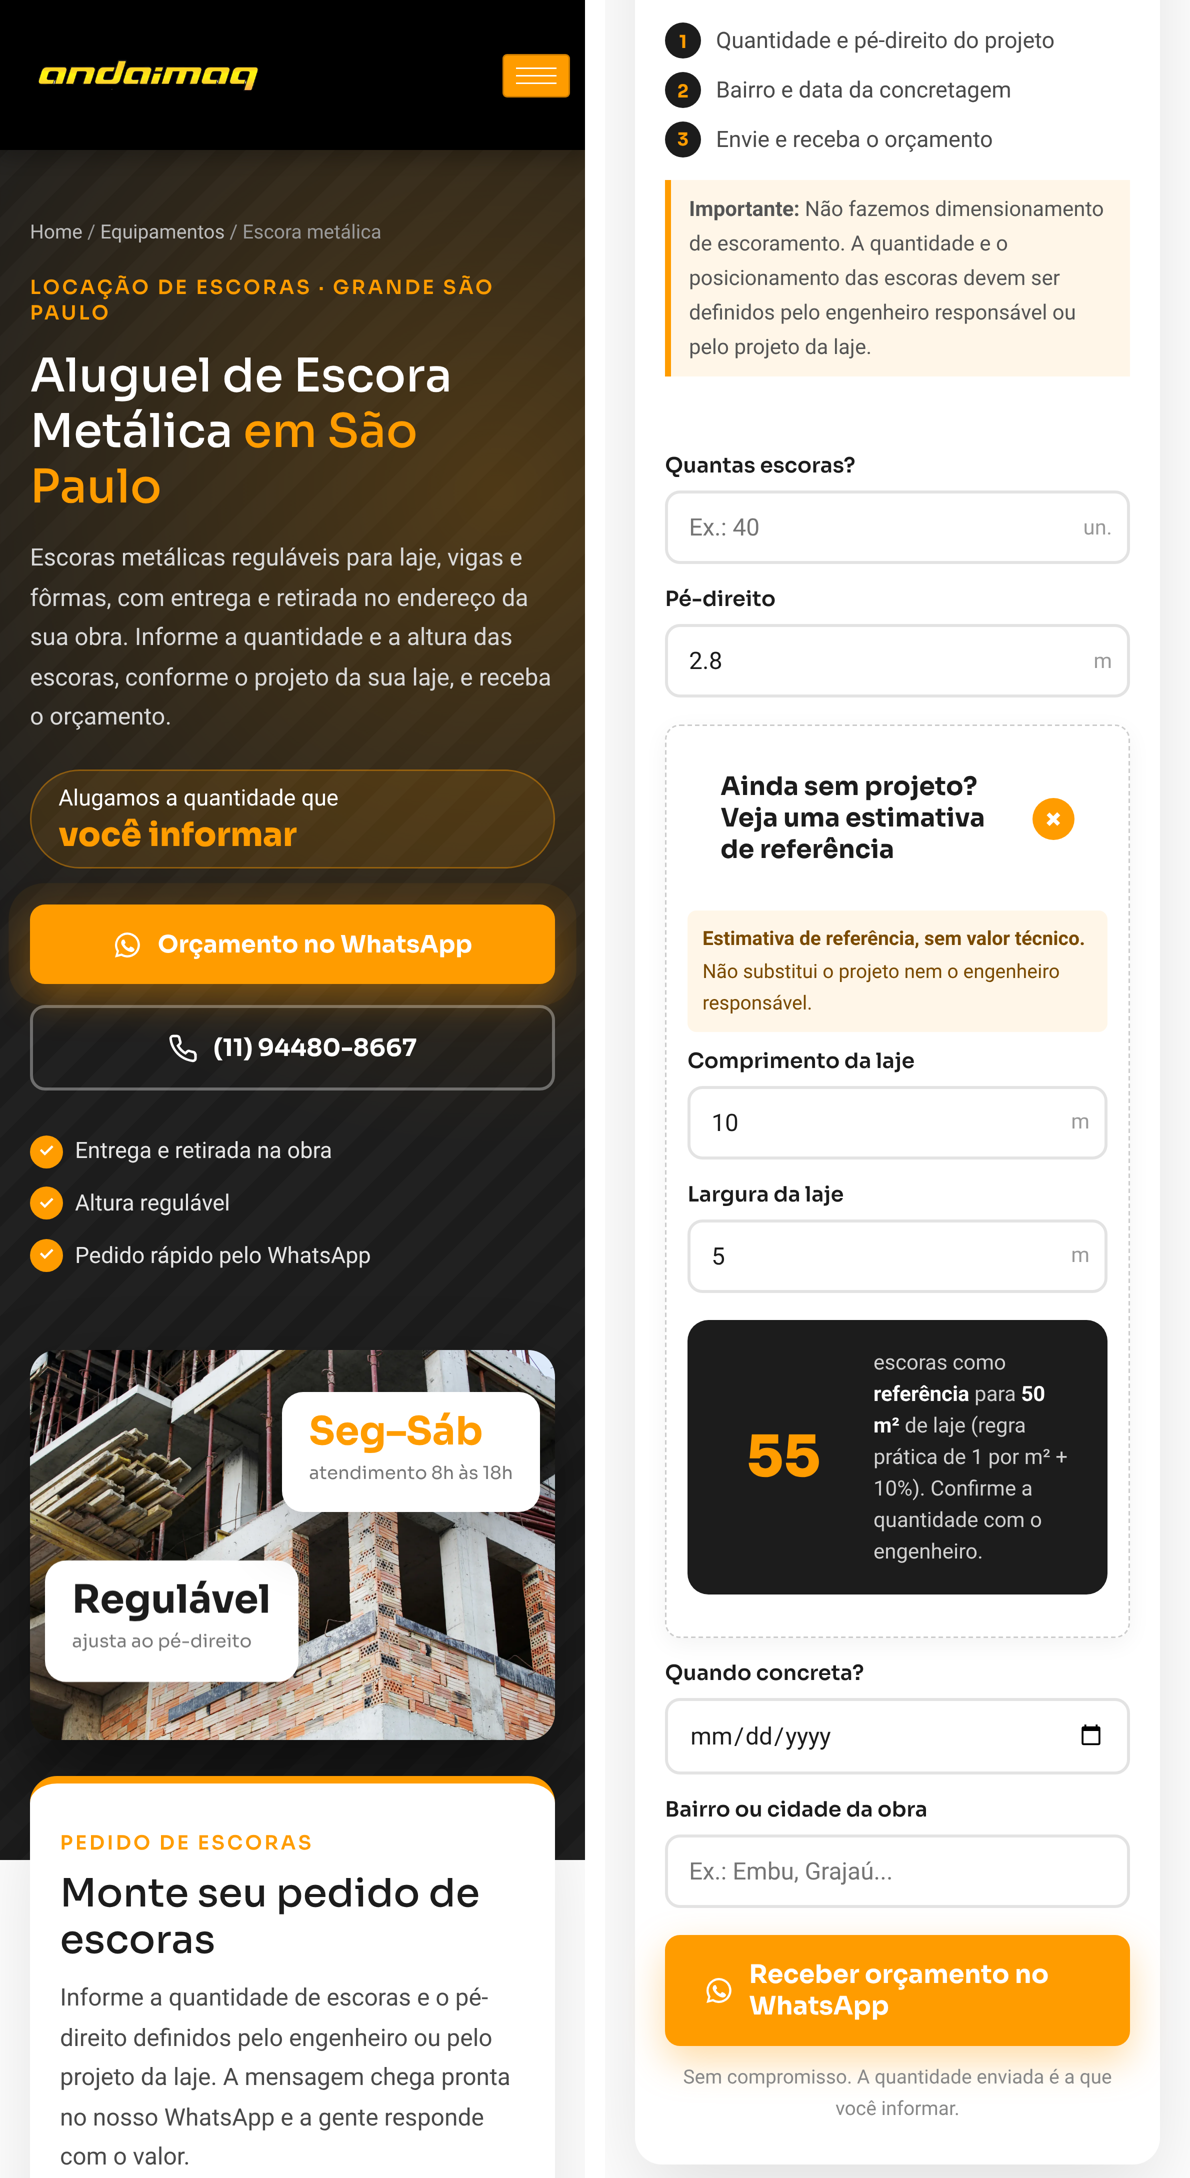 andaimaq
Home / Equipamentos / Escora metálica
LOCAÇÃO DE ESCORAS · GRANDE SÃO
PAULO
Aluguel de Escora
Metálica em São
Paulo
Escoras metálicas reguláveis para laje, vigas e
fôrmas, com entrega e retirada no endereço da
sua obra. Informe a quantidade e a altura das
escoras, conforme o projeto da sua laje, e receba
o orçamento.
Alugamos a quantidade que
você informar
Orçamento no WhatsApp
(11) 94480-8667
Entrega e retirada na obra
Altura regulável
Pedido rápido pelo WhatsApp
Seg–Sáb
atendimento 8h às 18h
Regulável
ajusta ao pé-direito
PEDIDO DE ESCORAS
Monte seu pedido de
escoras
Informe a quantidade de escoras e o pé-
direito definidos pelo engenheiro ou pelo
projeto da laje. A mensagem chega pronta
no nosso WhatsApp e a gente responde
com o valor.
1 Quantidade e pé-direito do projeto
2 Bairro e data da concretagem
3 Envie e receba o orçamento
Importante: Não fazemos dimensionamento
de escoramento. A quantidade e o
posicionamento das escoras devem ser
definidos pelo engenheiro responsável ou
pelo projeto da laje.
Quantas escoras?
Ex.: 40 un.
Pé-direito
2.8 m
Ainda sem projeto?
Veja uma estimativa
de referência
Estimativa de referência, sem valor técnico.
Não substitui o projeto nem o engenheiro
responsável.
Comprimento da laje
10 m
Largura da laje
5 m
55
escoras como
referência para 50
m² de laje (regra
prática de 1 por m² +
10%). Confirme a
quantidade com o
engenheiro.
Quando concreta?
mm/dd/yyyy
Bairro ou cidade da obra
Ex.: Embu, Grajaú...
Receber orçamento no
WhatsApp
Sem compromisso. A quantidade enviada é a que
você informar.